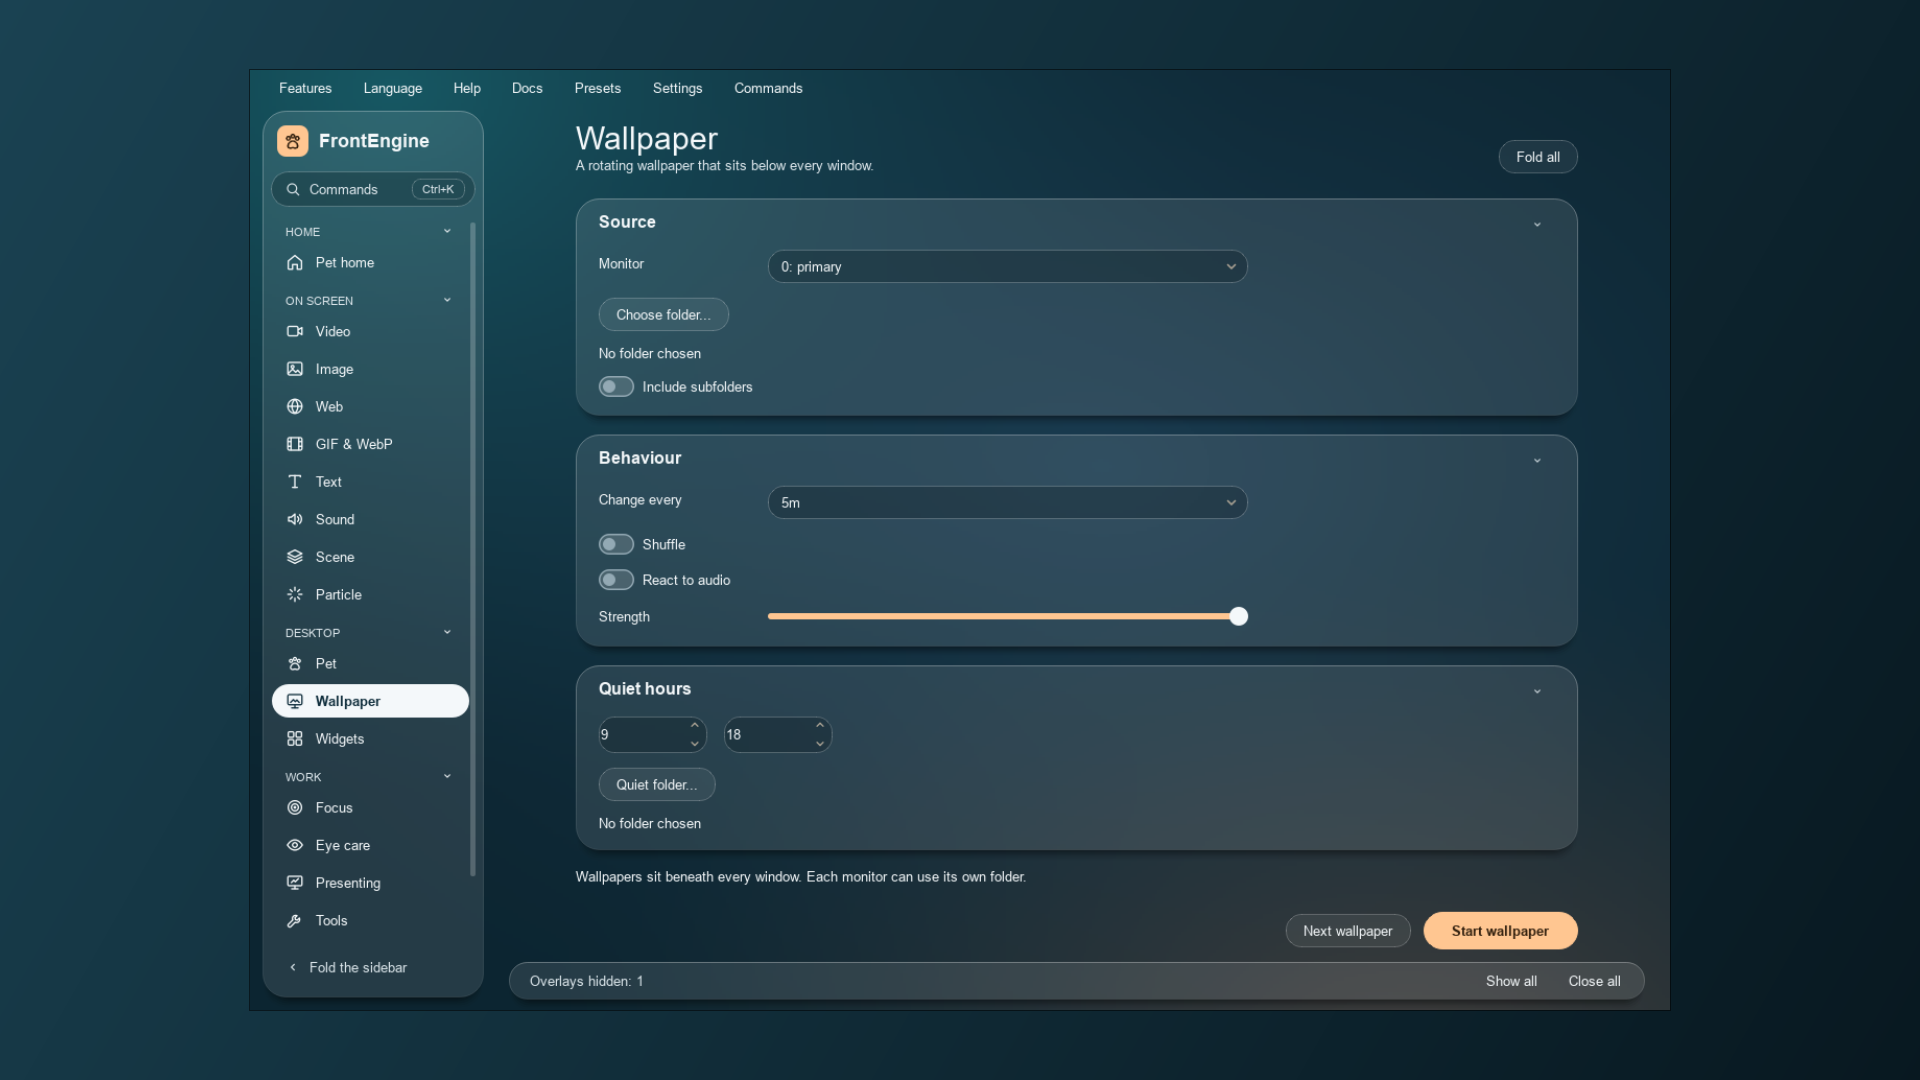 Features Language Help Docs Presets Settings Commands
FrontEngine
Commands Ctrl+K
HOME
Pet home
ON SCREEN
Video
Image
Web
GIF & WebP
Text
Sound
Scene
Particle
DESKTOP
Pet
Wallpaper
Widgets
WORK
Focus
Eye care
Presenting
Tools
Fold the sidebar
Wallpaper
A rotating wallpaper that sits below every window.
Fold all
Source
Monitor 0: primary
Choose folder...
No folder chosen
Include subfolders
Behaviour
Change every 5m
Shuffle
React to audio
Strength
Quiet hours
9 18
Quiet folder...
No folder chosen
Wallpapers sit beneath every window. Each monitor can use its own folder.
Next wallpaper Start wallpaper
Overlays hidden: 1 Show all Close all